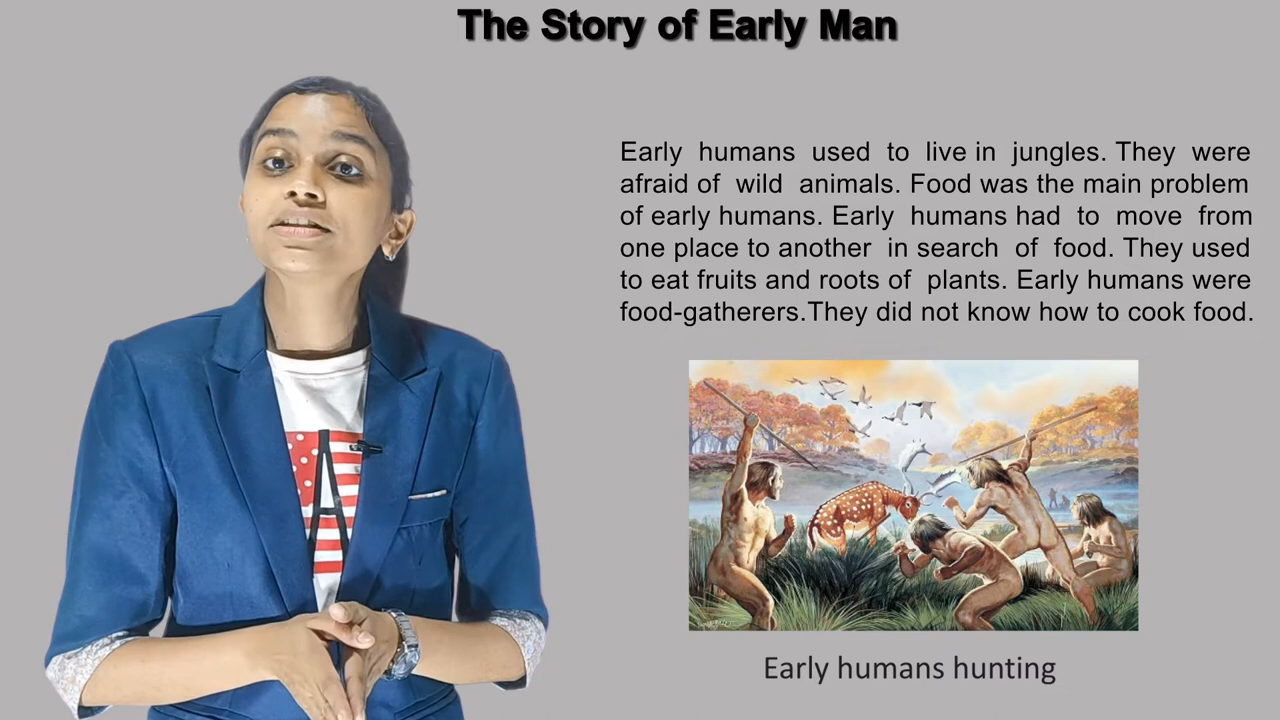 The Story of Early Man
Early humans used to live in jungles. They were
afraid of wild animals. Food was the main problem
of early humans. Early humans had to move from
one place to another in search of food. They used
to eat fruits and roots of plants. Early humans were
food-gatherers.They did not know how to cook food.
A
Early humans hunting